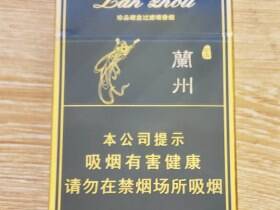 Lan Zhou
蘭州
本公司提示
吸烟有害健康
请勿在禁烟场所吸烟